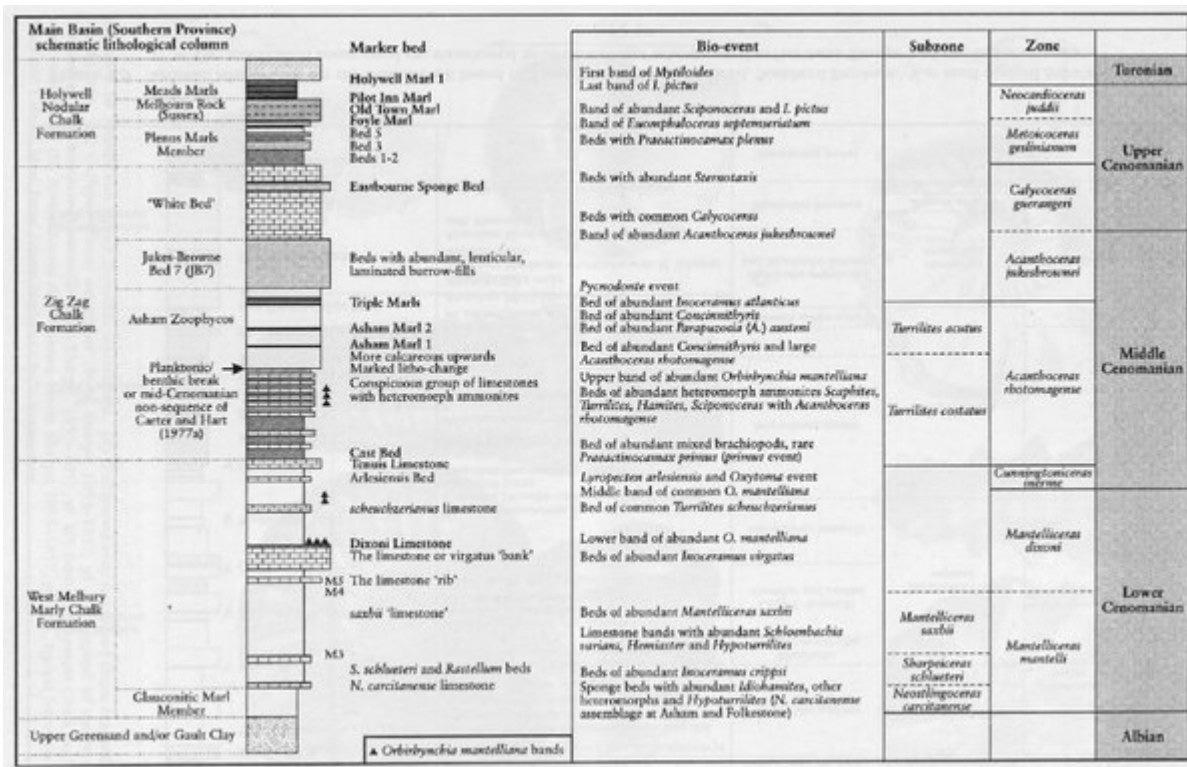 Main Basin (Southern Province)
schematic lithological column
Marker bed
Bio-event
Subzone
Zone
Holywell
Nodular
Chalk
Formation
Meads Marls
Melbourn Rock
(Sussex)
Plenus Marls
Member
Holywell Marl 1
Pilot Inn Marl
Old Town Marl
Foyle Marl
Bed 5
Bed 3
Beds 1-2
First band of Mytiloides
Last band of I. pictus
Band of abundant Sciponoceras and I. pictus
Band of Euomphaloceras septemseriatum
Beds with Praeactinocamax plenus
Neocardioceras
juddii
Metoicoceras
geslinianum
Turonian
Zig Zag
Chalk
Formation
"White Bed"
Eastbourne Sponge Bed
Beds with abundant Sternotaxis
Beds with common Calycoceras
Band of abundant Acanthoceras jukesbrownei
Calycoceras
guerangeri
Upper
Cenomanian
Jukes-Browne
Bed 7 (JB7)
Beds with abundant, lenticular,
laminated burrow-fills
Pycnodonte event
Acanthoceras
jukesbrownei
Asham Zoophycos
Triple Marls
Asham Marl 2
Asham Marl 1
More calcareous upwards
Bed of abundant Inoceramus atlanticus
Bed of abundant Concinnithyris
Bed of abundant Parapuzosia (A.) austeni
Bed of abundant Concinnithyris and large
Acanthoceras rhotomagense
Turrilites acutus
Planktonic/
benthic break
or mid-Cenomanian
non-sequence of
Carter and Hart
(1977a)
Marked litho-change
Conspicuous group of limestones
with heteromorph ammonites
Cast Bed
Upper band of abundant Orbirhynchia mantelliana
Beds of abundant heteromorph ammonites Scaphites,
Turrilites, Hamites, Sciponoceras with Acanthoceras
rhotomagense
Bed of abundant mixed brachiopods, rare
Praeactinocamax primus (primus event)
Turrilites costatus
Acanthoceras
rhotomagense
Middle
Cenomanian
West Melbury
Marly Chalk
Formation
Tenuis Limestone
Arlesiensis Bed
scheuchzerianus limestone
Dixoni Limestone
The limestone or virgatus 'bank'
M5 The limestone 'rib'
M4
saxbii 'limestone'
M3
S. schlueteri and Rastellum beds
N. carcitanense limestone
Lyropecten arlesiensis and Oxytoma event
Middle band of common O. mantelliana
Bed of common Turrilites scheuchzerianus
Lower band of abundant O. mantelliana
Beds of abundant Inoceramus virgatus
Beds of abundant Mantelliceras saxbii
Limestone bands with abundant Schloenbachia
varians, Hemiaster and Hypoturrilites
Beds of abundant Inoceramus crippsi
Sponge beds with abundant Idiohamites, other
heteromorphs and Hypoturrilites (N. carcitanense
assemblage at Asham and Folkestone)
Mantelliceras
saxbii
Sharpeiceras
schlueteri
Neostlingoceras
carcitanense
Cunningtoniceras
inerme
Mantelliceras
dixoni
Mantelliceras
mantelli
Lower
Cenomanian
Glauconitic Marl
Member
Upper Greensand and/or Gault Clay
▲ Orbirhynchia mantelliana bands
Albian